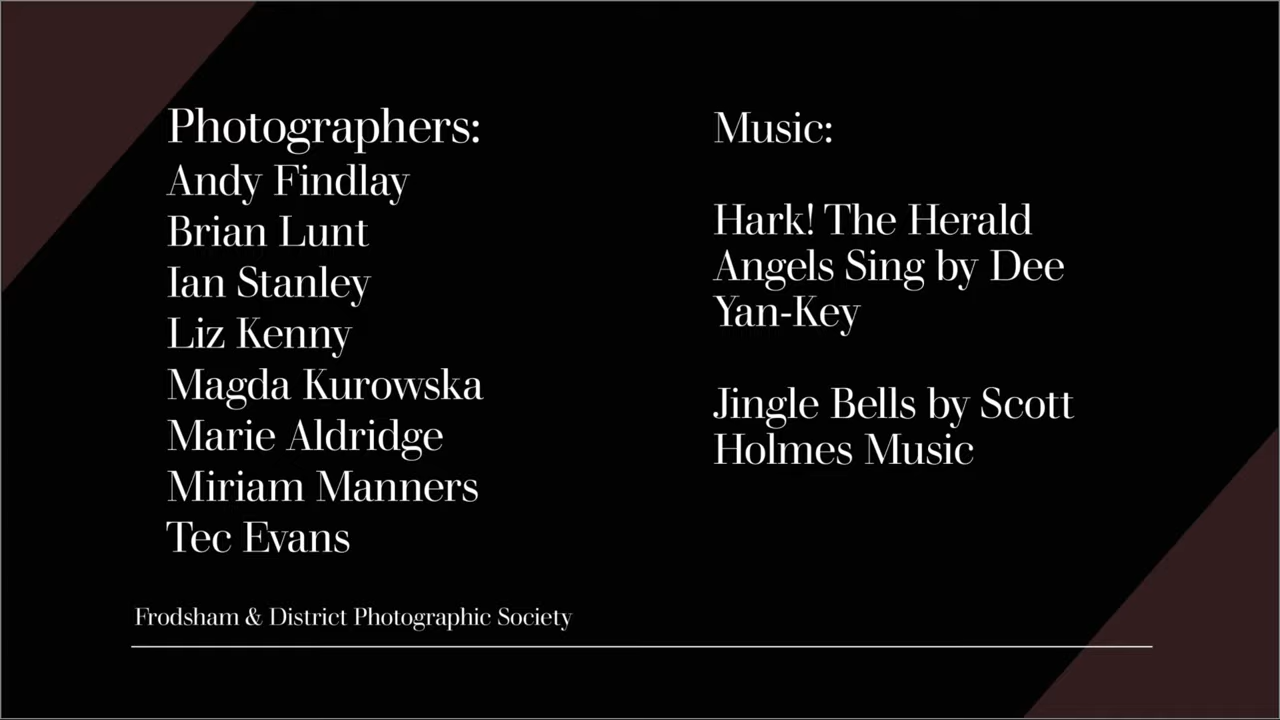 Photographers:
Andy Findlay
Brian Lunt
Ian Stanley
Liz Kenny
Magda Kurowska
Marie Aldridge
Miriam Manners
Tec Evans
Music:
Hark! The Herald
Angels Sing by Dee
Yan-Key
Jingle Bells by Scott
Holmes Music
Frodsham & District Photographic Society